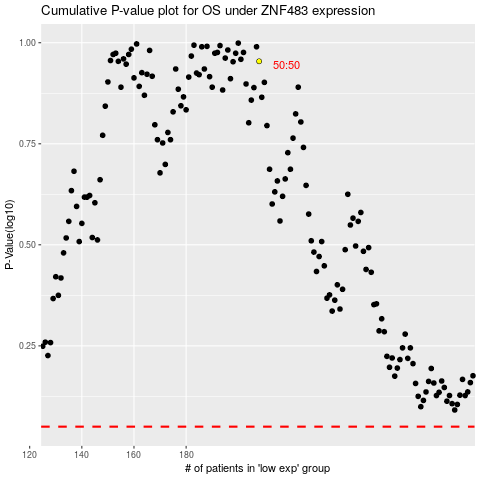 Cumulative P-value plot for OS under ZNF483 expression
1.00
50:50
0.75
P-Value(log10)
0.50
0.25
120 140 160 180
# of patients in 'low exp' group